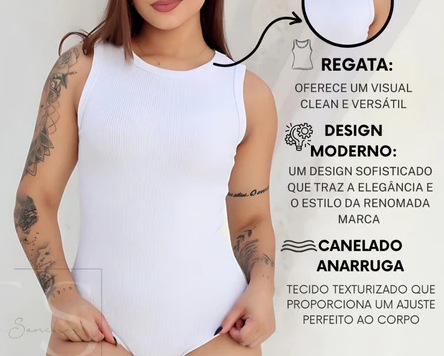 REGATA:
OFERECE UM VISUAL
CLEAN E VERSÁTIL
DESIGN
MODERNO:
UM DESIGN SOFISTICADO
QUE TRAZ A ELEGÂNCIA E
O ESTILO DA RENOMADA
MARCA
CANELADO
ANARRUGA
TECIDO TEXTURIZADO QUE
PROPORCIONA UM AJUSTE
PERFEITO AO CORPO